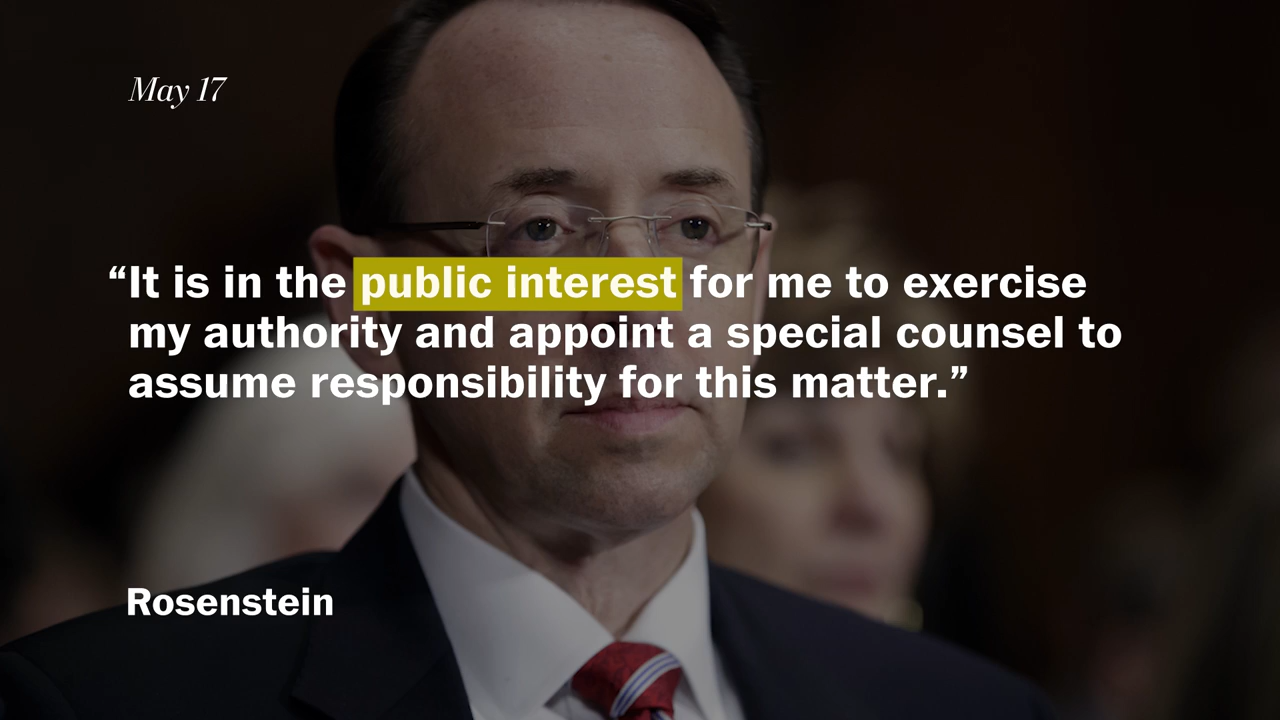 May 17
“It is in the public interest for me to exercise
my authority and appoint a special counsel to
assume responsibility for this matter.”
Rosenstein